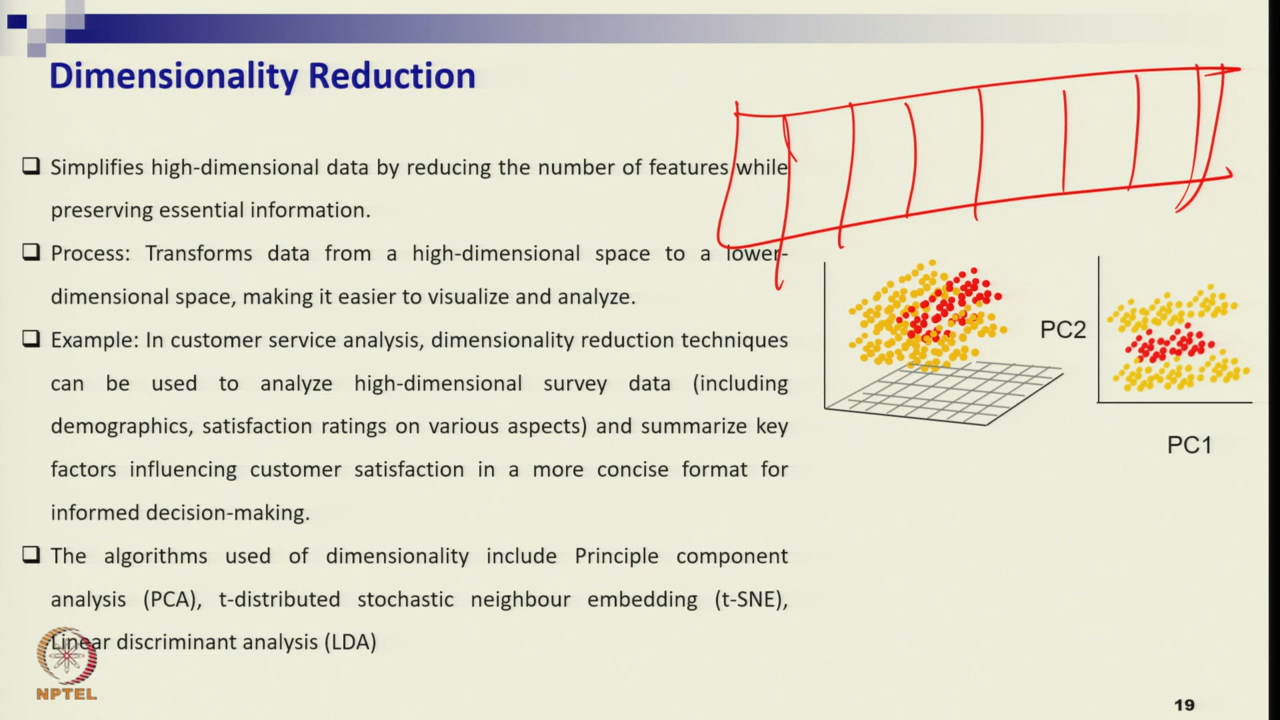 Dimensionality Reduction
❑ Simplifies high-dimensional data by reducing the number of features while
preserving essential information.
❑ Process: Transforms data from a high-dimensional space to a lower-
dimensional space, making it easier to visualize and analyze.
❑ Example: In customer service analysis, dimensionality reduction techniques
can be used to analyze high-dimensional survey data (including
demographics, satisfaction ratings on various aspects) and summarize key
factors influencing customer satisfaction in a more concise format for
informed decision-making.
❑ The algorithms used of dimensionality include Principle component
analysis (PCA), t-distributed stochastic neighbour embedding (t-SNE),
Linear discriminant analysis (LDA)
PC2
PC1
NPTEL
19